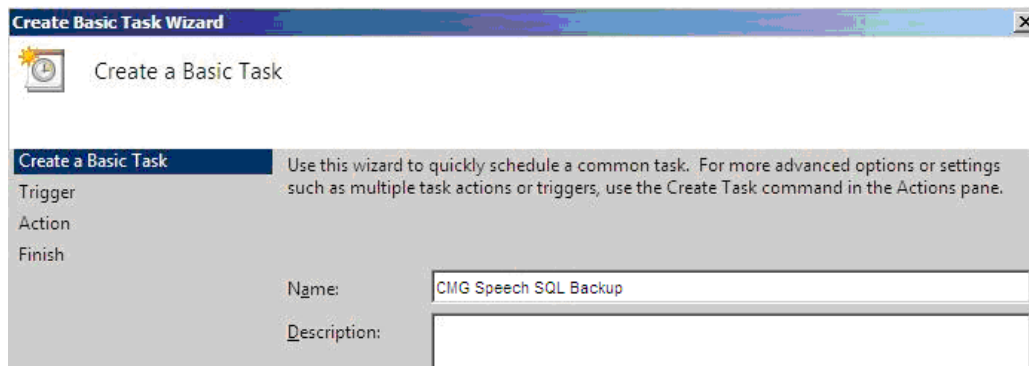 Create Basic Task Wizard
Create a Basic Task
Create a Basic Task
Trigger
Action
Finish
Use this wizard to quickly schedule a common task. For more advanced options or settings
such as multiple task actions or triggers, use the Create Task command in the Actions pane.
Name:
CMG Speech SQL Backup
Description: